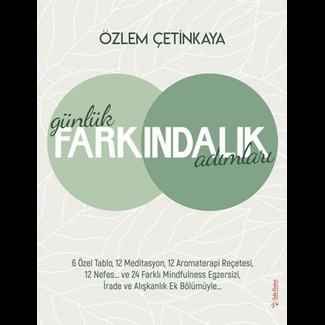 ÖZLEM ÇETİNKAYA
günlük
FARKINDALIK
adımları
6 Özel Tablo, 12 Meditasyon, 12 Aromaterapi Reçetesi,
12 Nefes... ve 24 Farklı Mindfulness Egzersizi,
İrade ve Alışkanlık Ek Bölümüyle...